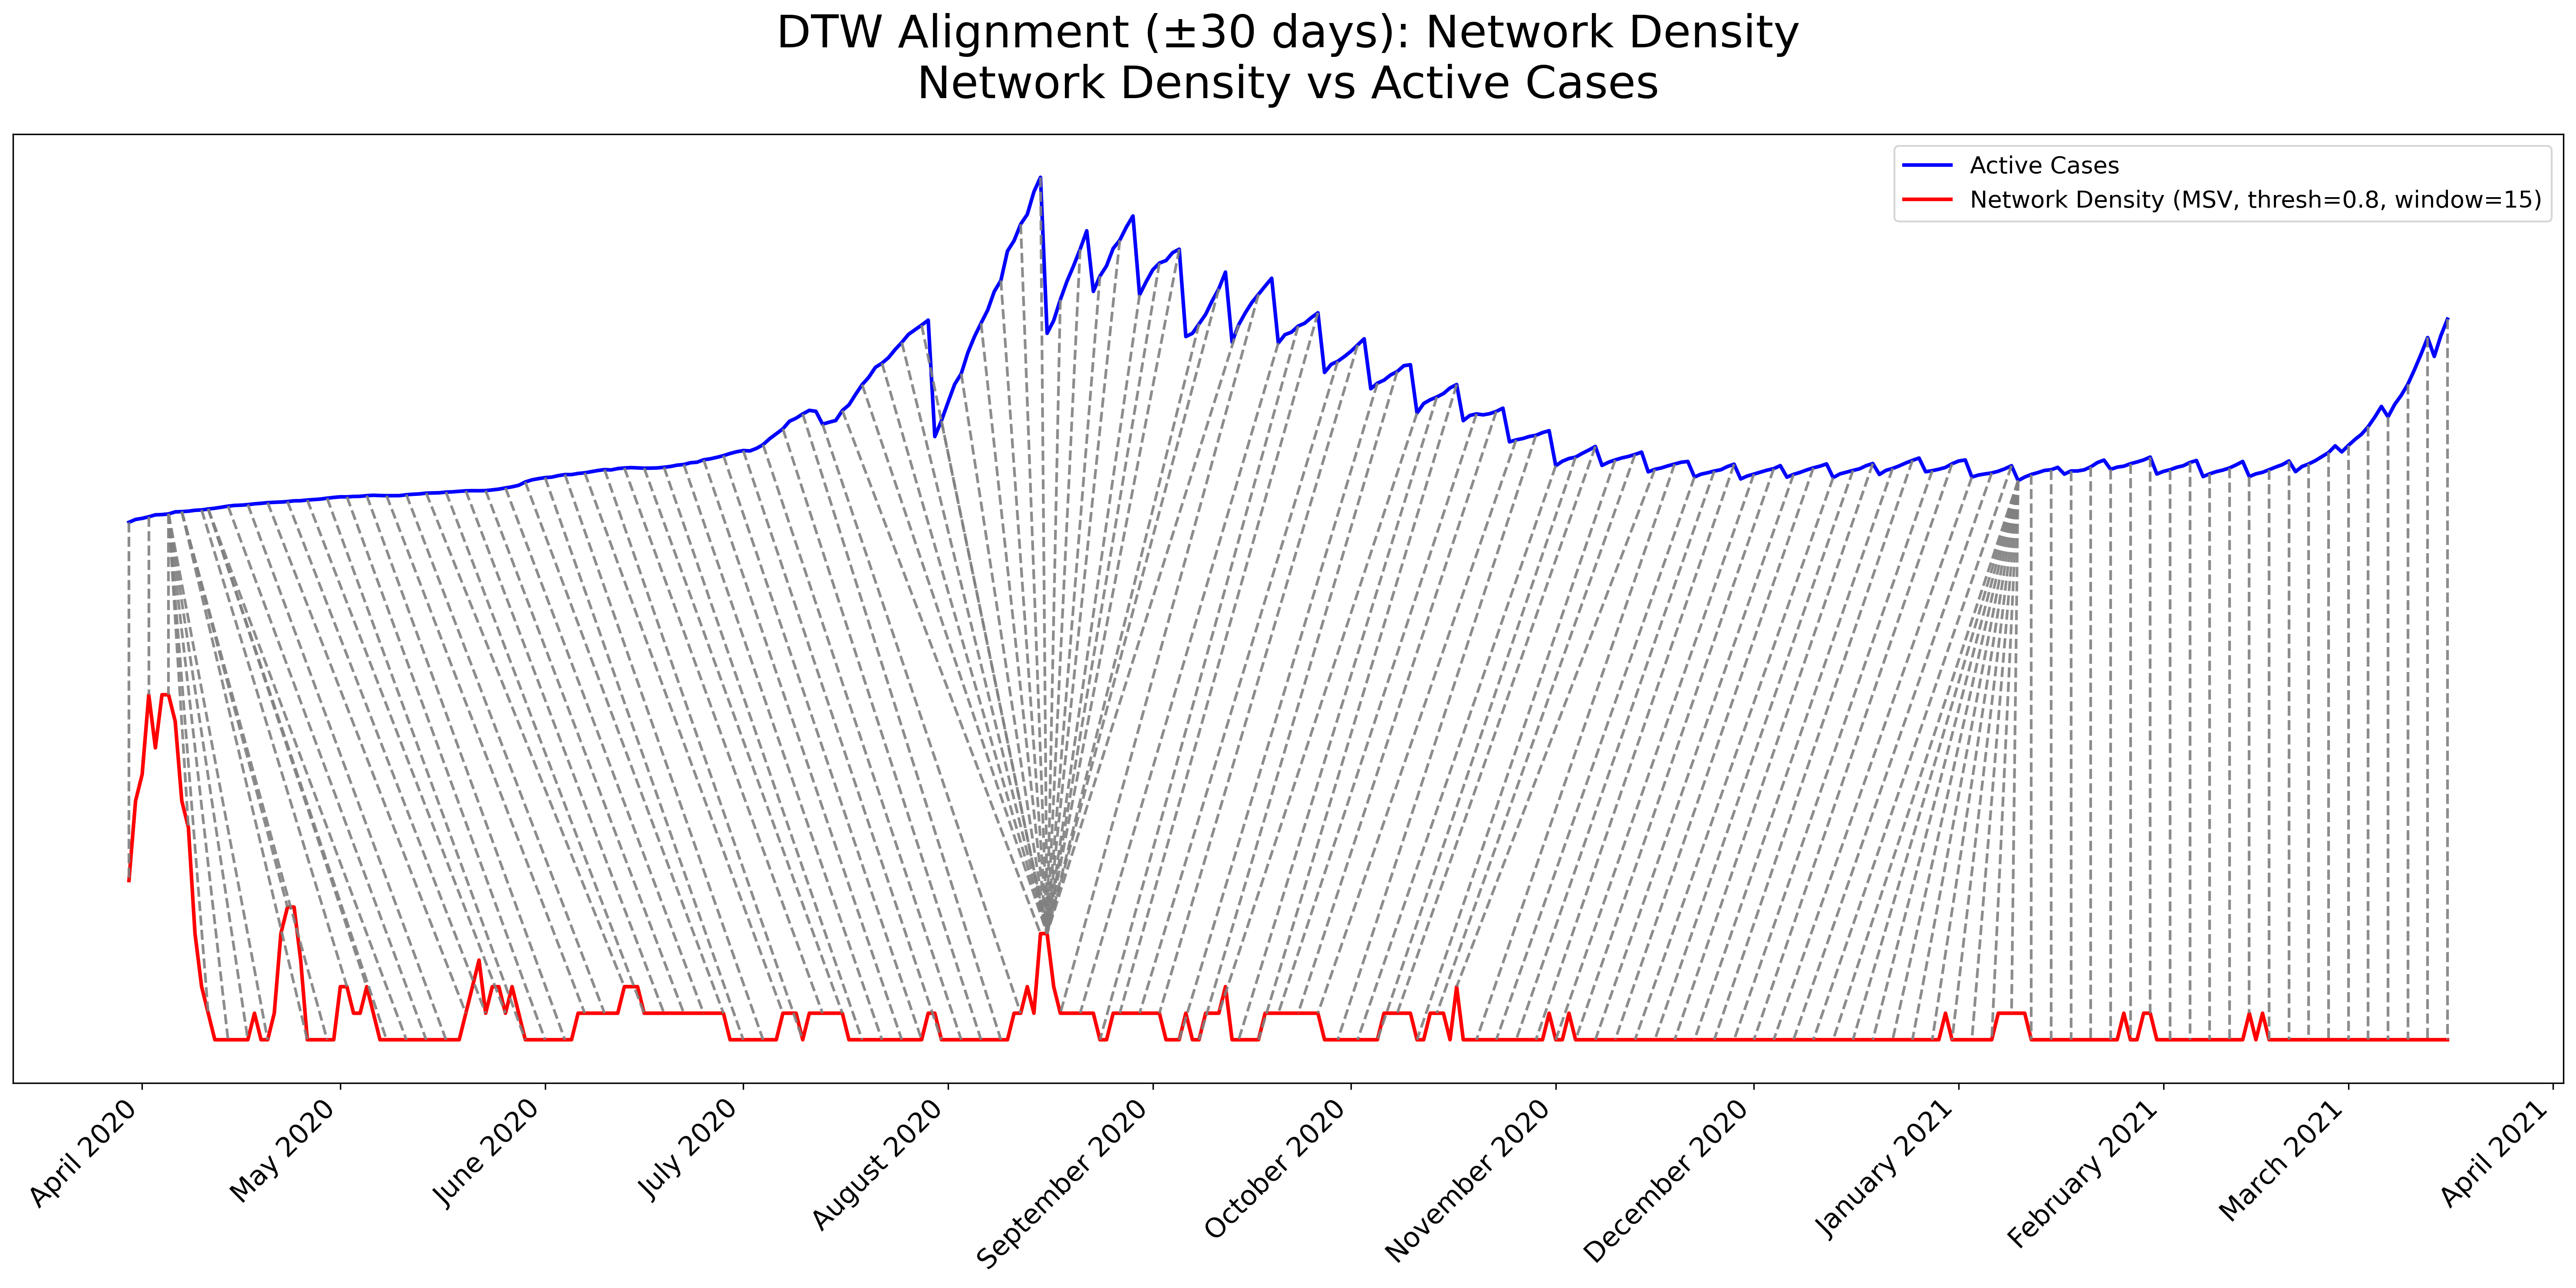 DTW Alignment (±30 days): Network Density
Network Density vs Active Cases
Active Cases
Network Density (MSV, thresh=0.8, window=15)
April 2020
May 2020
June 2020
July 2020
August 2020
September 2020
October 2020
November 2020
December 2020
January 2021
February 2021
March 2021
April 2021